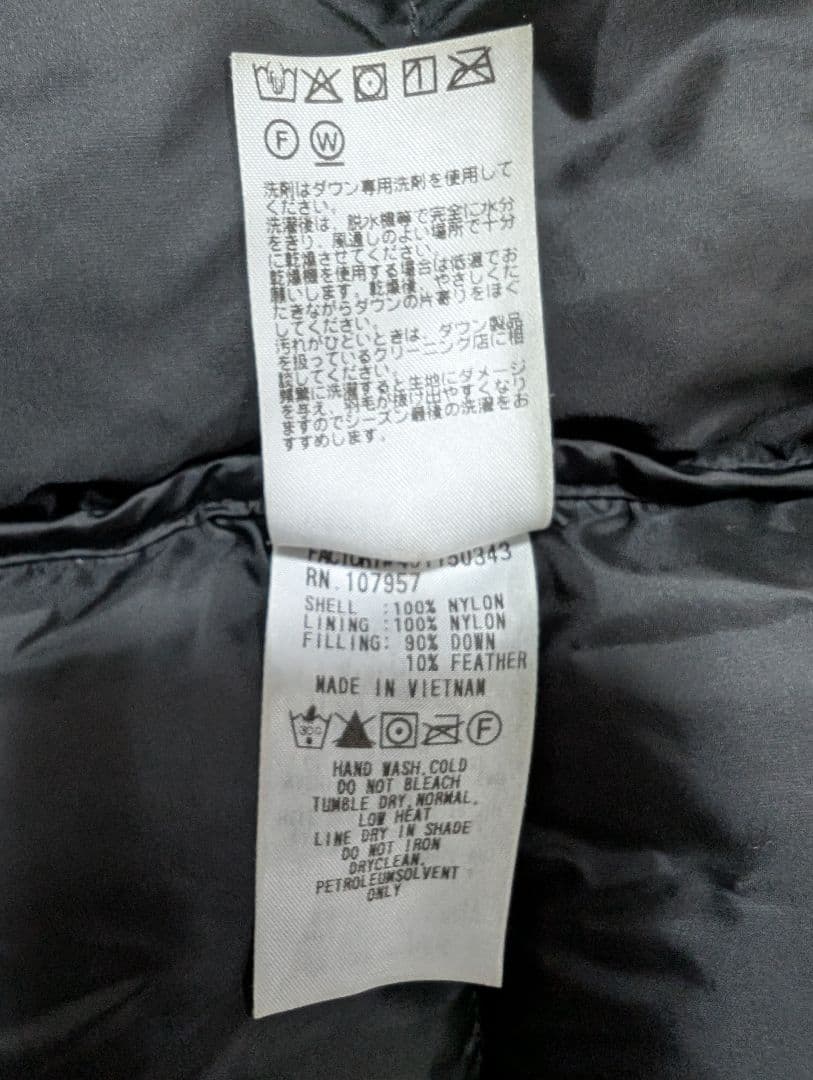 F W
洗剤はダウン専用洗剤を使用して
ください。
洗濯後は、脱水機等で完全に水分
をきり、風通しのよい場所で十分
に乾燥させてください。
乾燥機を使用する場合は低温でお
願いします。乾燥後、やさしくた
たきながらダウンの片寄りをほぐ
してください。
汚れがひどいときは、ダウン製品
を扱っているクリーニング店に相
談してください。
頻繁に洗濯すると生地にダメージ
を与え、羽毛が抜け出やすくなり
ますのでシーズン最後の洗濯をお
すすめします。
RN.107957
SHELL :100% NYLON
LINING :100% NYLON
FILLING: 90% DOWN
10% FEATHER
MADE IN VIETNAM
F
HAND WASH,COLD
DO NOT BLEACH
TUMBLE DRY,NORMAL,
LOW HEAT
LINE DRY IN SHADE
DO NOT IRON
DRYCLEAN,
PETROLEUMSOLVENT
ONLY